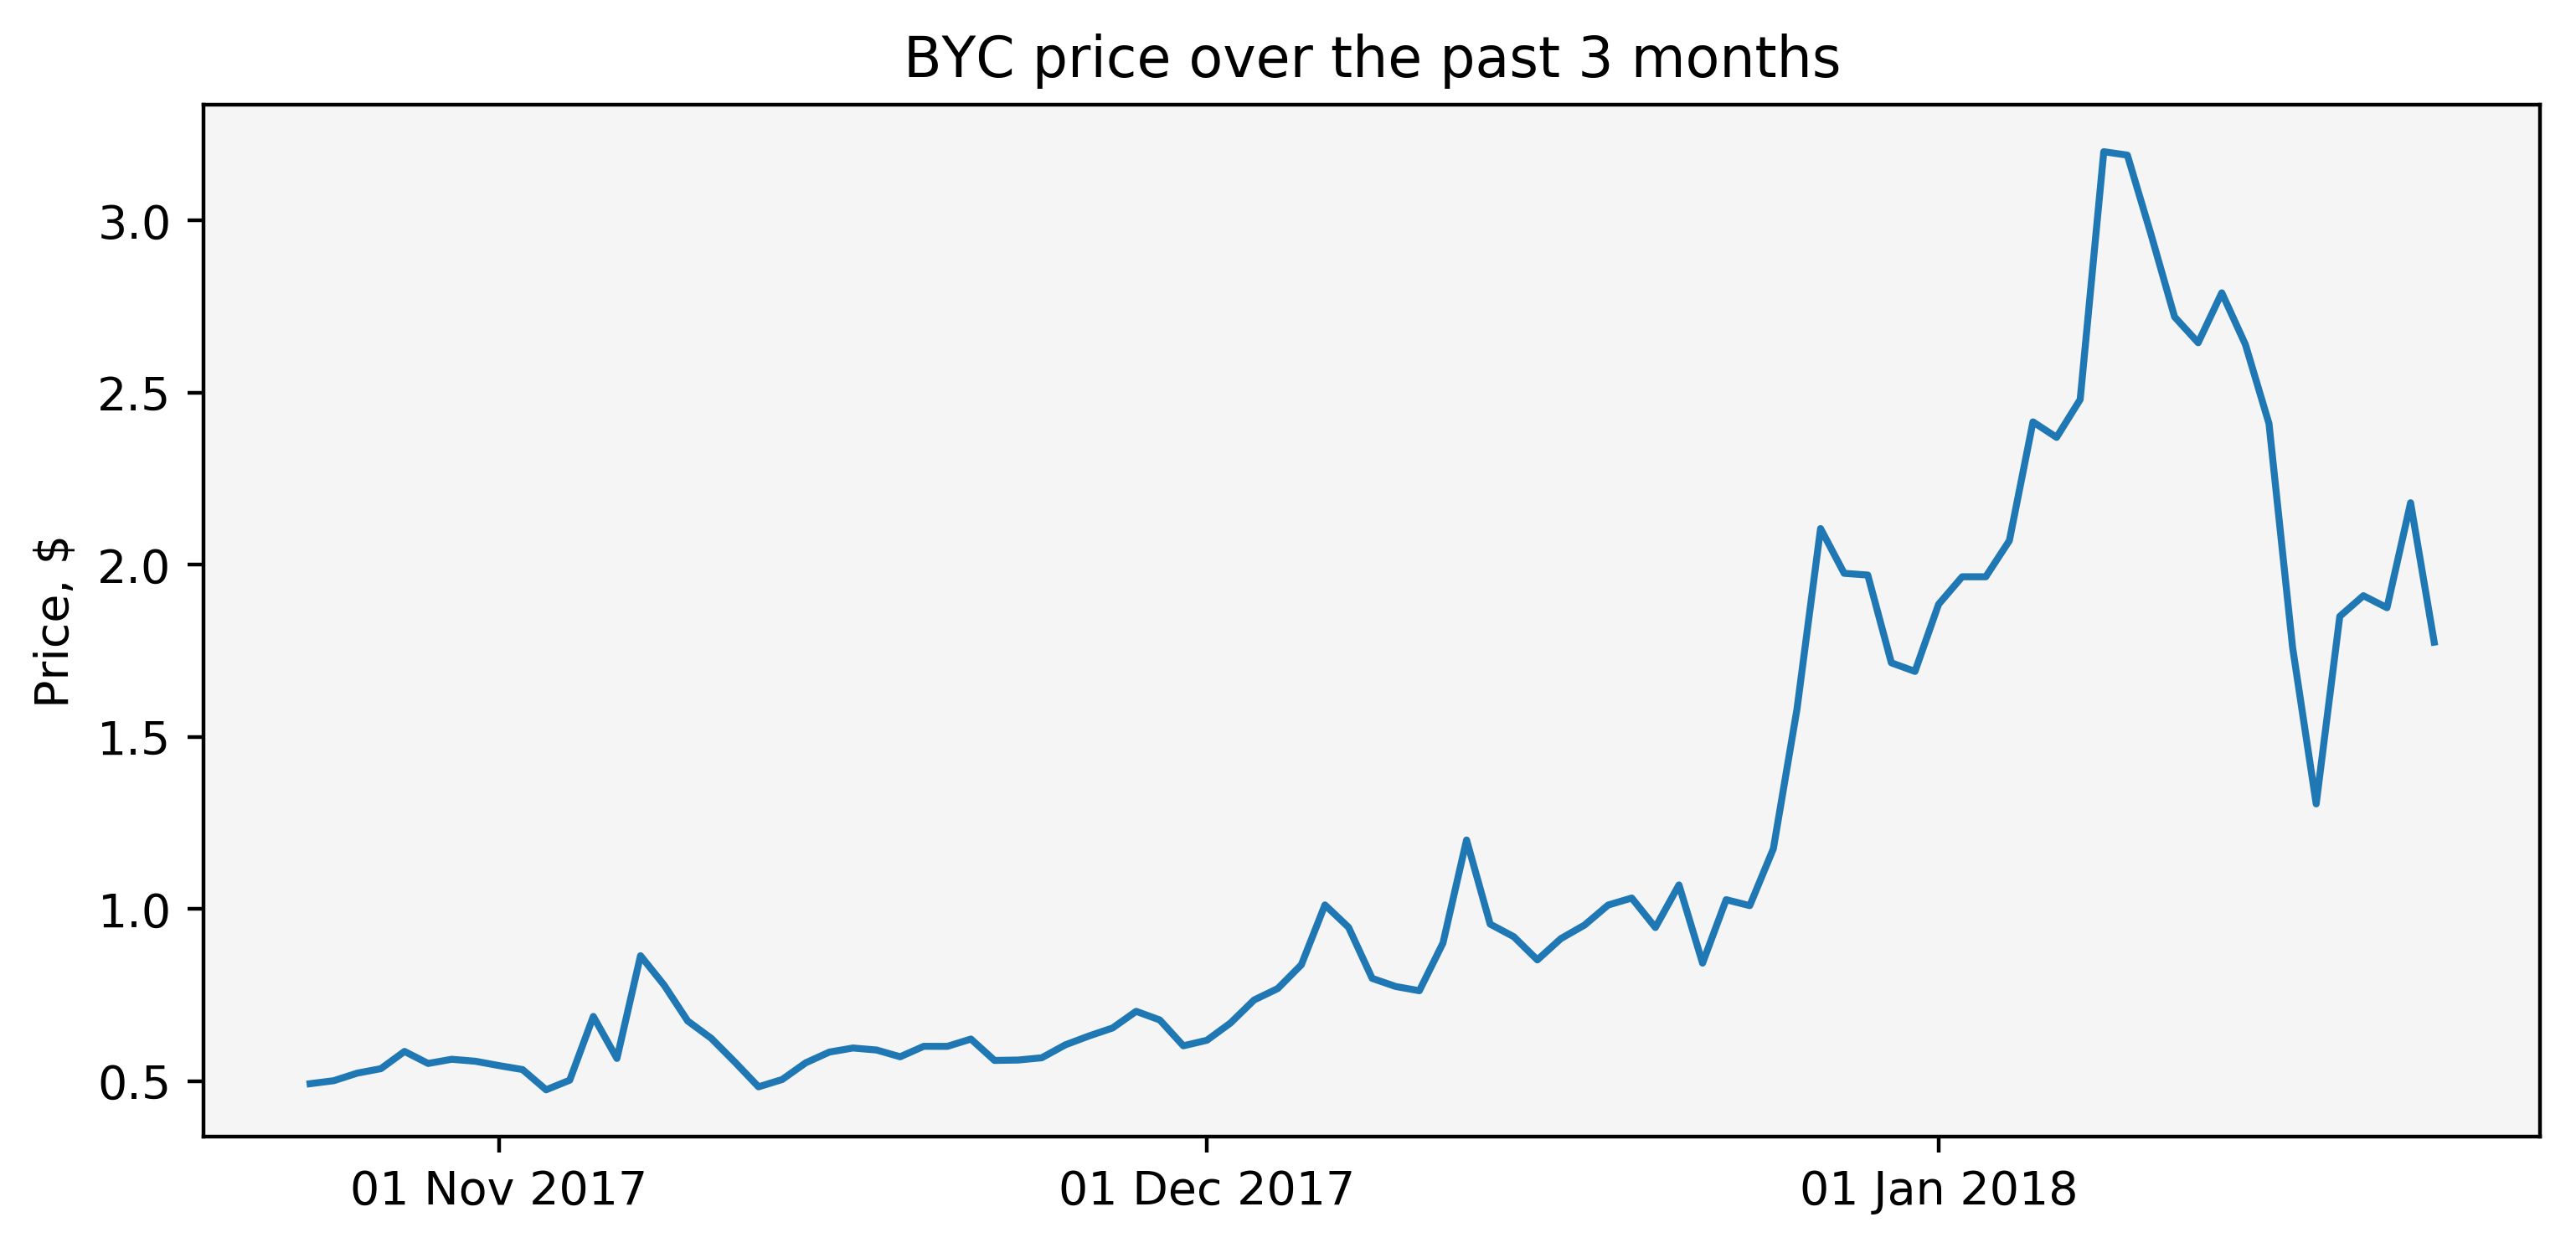 BYC price over the past 3 months
Price, $
3.0
2.5
2.0
1.5
1.0
0.5
01 Nov 2017
01 Dec 2017
01 Jan 2018